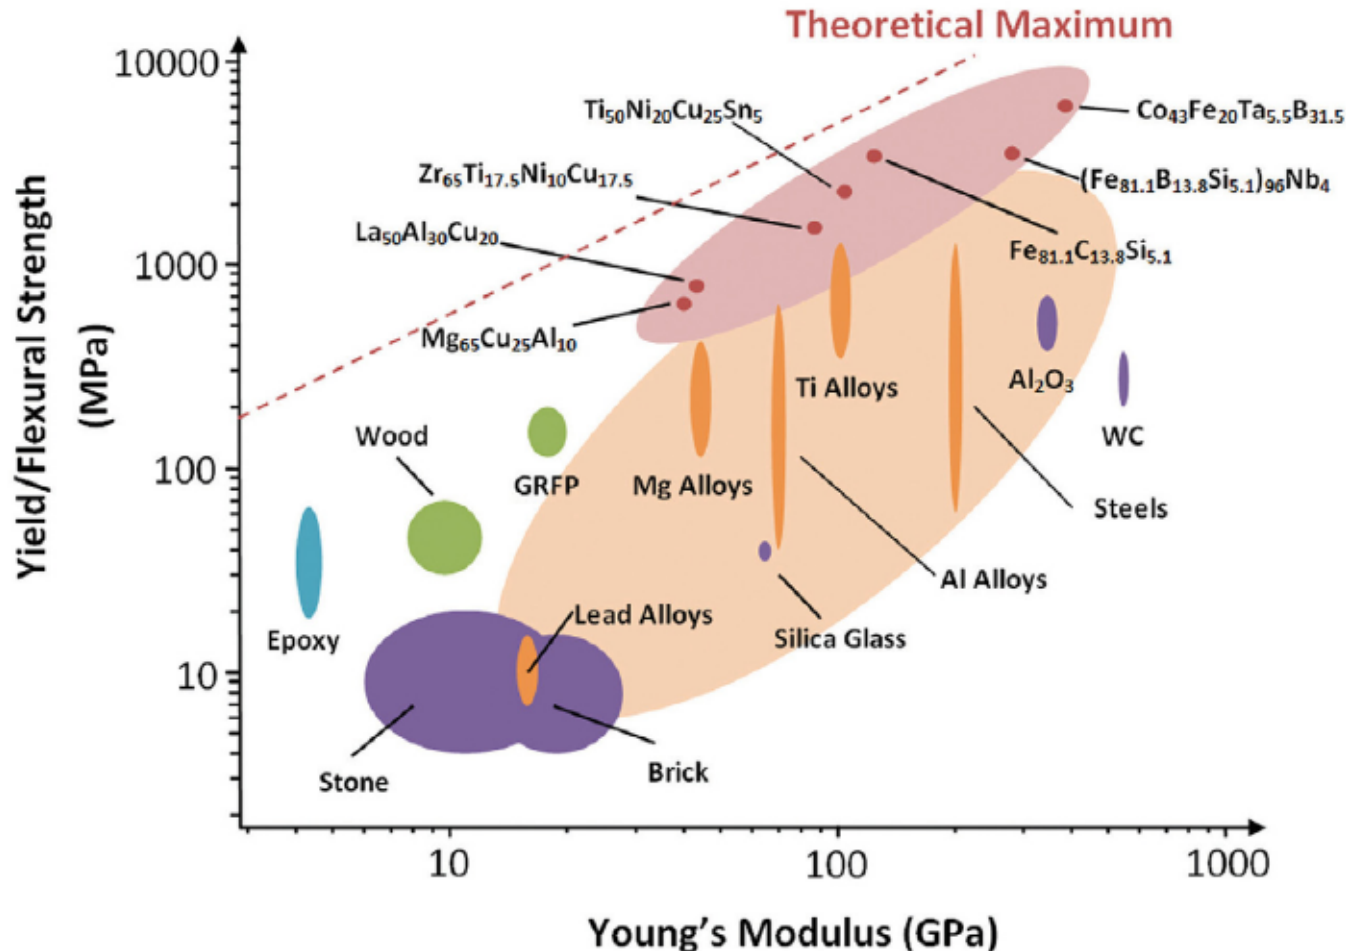 Theoretical Maximum
10000
Ti₅₀Ni₂₀Cu₂₅Sn₅
Co₄₃Fe₂₀Ta₅.₅B₃₁.₅
Zr₆₅Ti₁₇.₅Ni₁₀Cu₁₇.₅
(Fe₈₁.₁B₁₃.₈Si₅.₁)₉₆Nb₄
La₅₀Al₃₀Cu₂₀
Fe₈₁.₁C₁₃.₈Si₅.₁
1000
Mg₆₅Cu₂₅Al₁₀
Al₂O₃
Ti Alloys
Wood
WC
100
GRFP
Mg Alloys
Steels
Al Alloys
Lead Alloys
Epoxy
Silica Glass
10
Stone
Brick
Yield/Flexural Strength
(MPa)
10
100
1000
Young's Modulus (GPa)